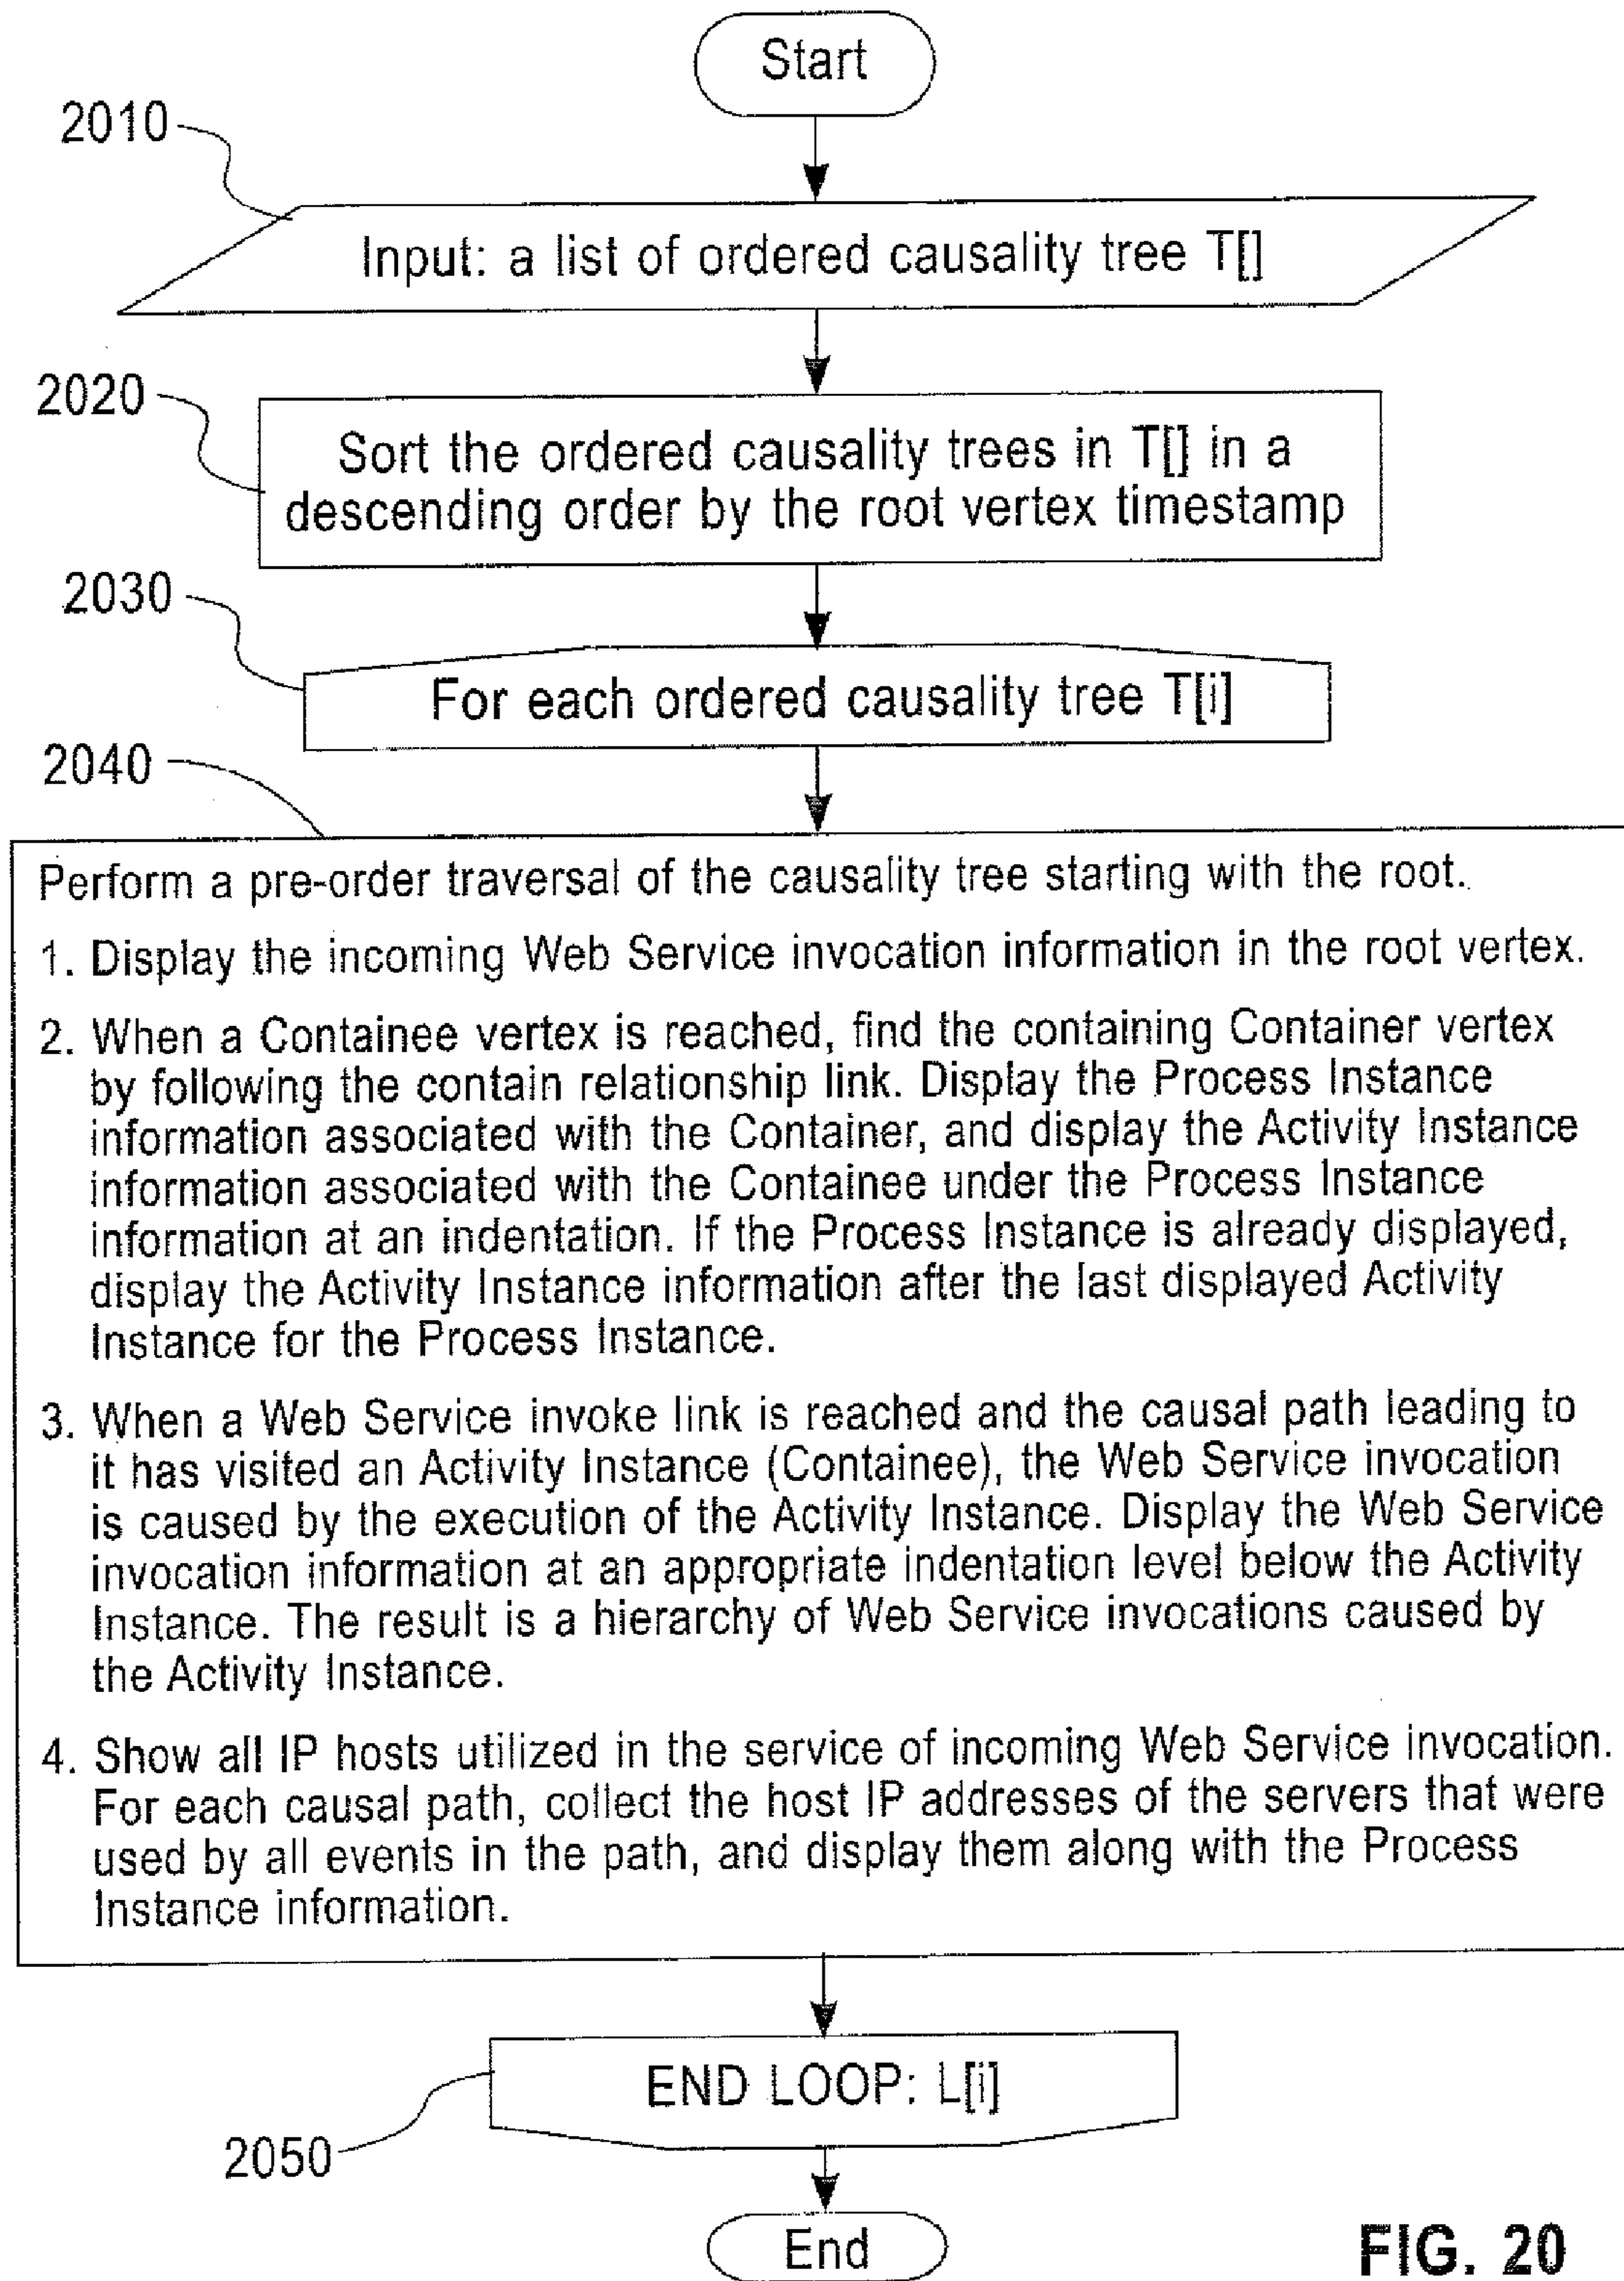 Start
2010
Input: a list of ordered causality tree T[]
2020
Sort the ordered causality trees in T[] in a
descending order by the root vertex timestamp
2030
For each ordered causality tree T[i]
2040
Perform a pre-order traversal of the causality tree starting with the root.
1. Display the incoming Web Service invocation information in the root vertex.
2. When a Containee vertex is reached, find the containing Container vertex
by following the contain relationship link. Display the Process Instance
information associated with the Container, and display the Activity Instance
information associated with the Containee under the Process Instance
information at an indentation. If the Process Instance is already displayed,
display the Activity Instance information after the last displayed Activity
Instance for the Process Instance.
3. When a Web Service invoke link is reached and the causal path leading to
it has visited an Activity Instance (Containee), the Web Service invocation
is caused by the execution of the Activity Instance. Display the Web Service
invocation information at an appropriate indentation level below the Activity
Instance. The result is a hierarchy of Web Service invocations caused by
the Activity Instance.
4. Show all IP hosts utilized in the service of incoming Web Service invocation.
For each causal path, collect the host IP addresses of the servers that were
used by all events in the path, and display them along with the Process
Instance information.
END LOOP: L[i]
2050
End
FIG. 20